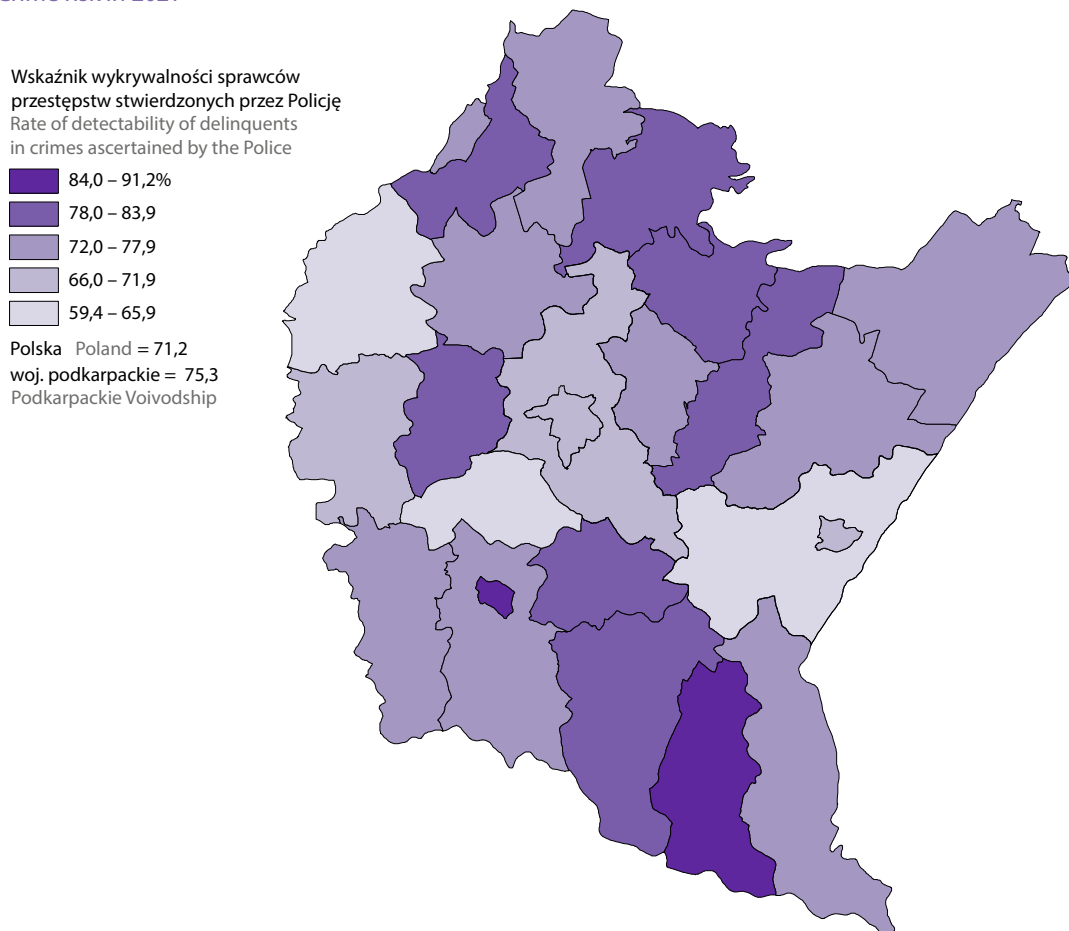 Wskaźnik wykrywalności sprawców
przestępstw stwierdzonych przez Policję
Rate of detectability of delinquents
in crimes ascertained by the Police
84,0 – 91,2%
78,0 – 83,9
72,0 – 77,9
66,0 – 71,9
59,4 – 65,9
Polska Poland = 71,2
woj. podkarpackie = 75,3
Podkarpackie Voivodship